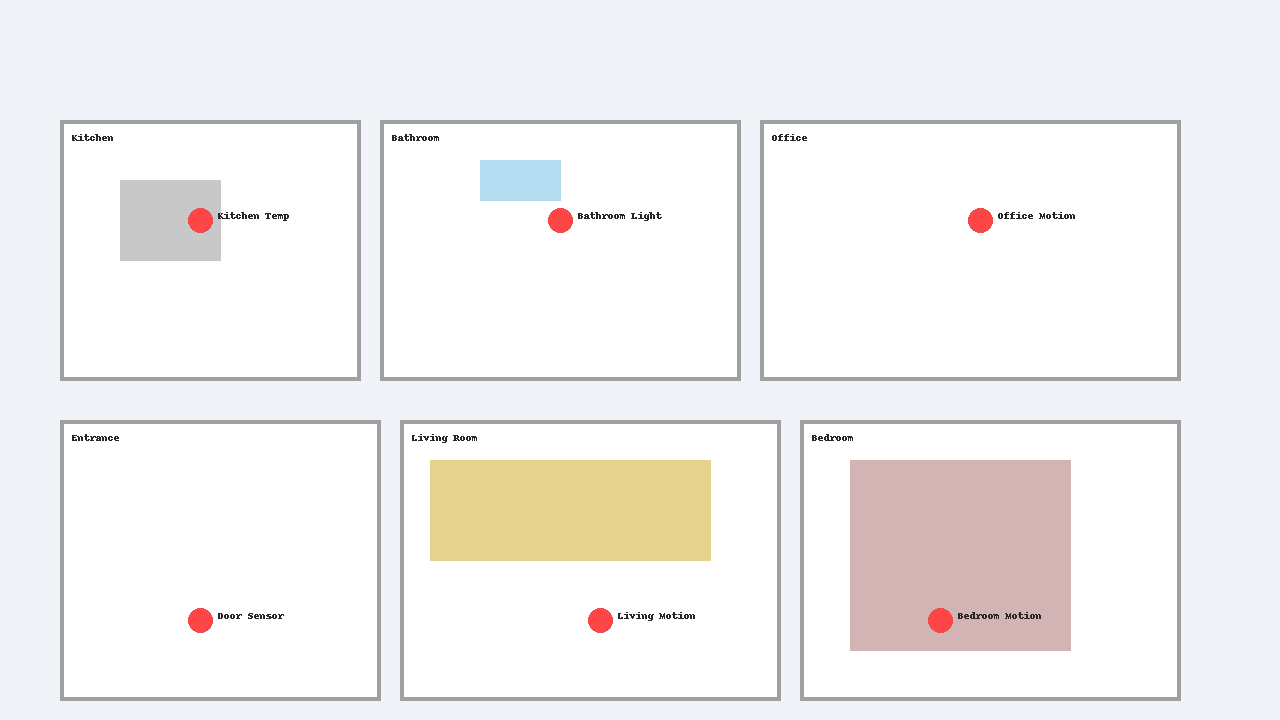 Kitchen
Bathroom
Office
Kitchen Temp
Bathroom Light
Office Motion
Entrance
Living Room
Bedroom
Door Sensor
Living Motion
Bedroom Motion